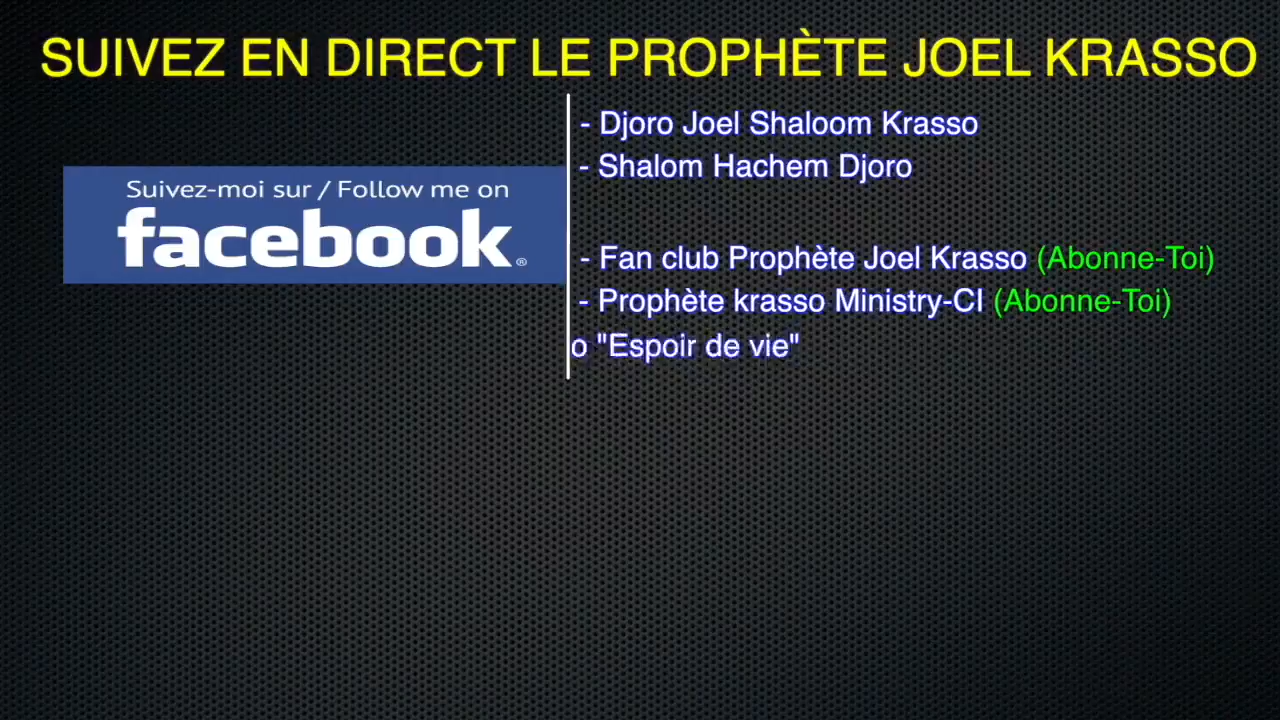 SUIVEZ EN DIRECT LE PROPHÈTE JOEL KRASSO
- Djoro Joel Shaloom Krasso
- Shalom Hachem Djoro
Suivez-moi sur / Follow me on
facebook®
- Fan club Prophète Joel Krasso (Abonne-Toi)
- Prophète krasso Ministry-CI (Abonne-Toi)
o "Espoir de vie"